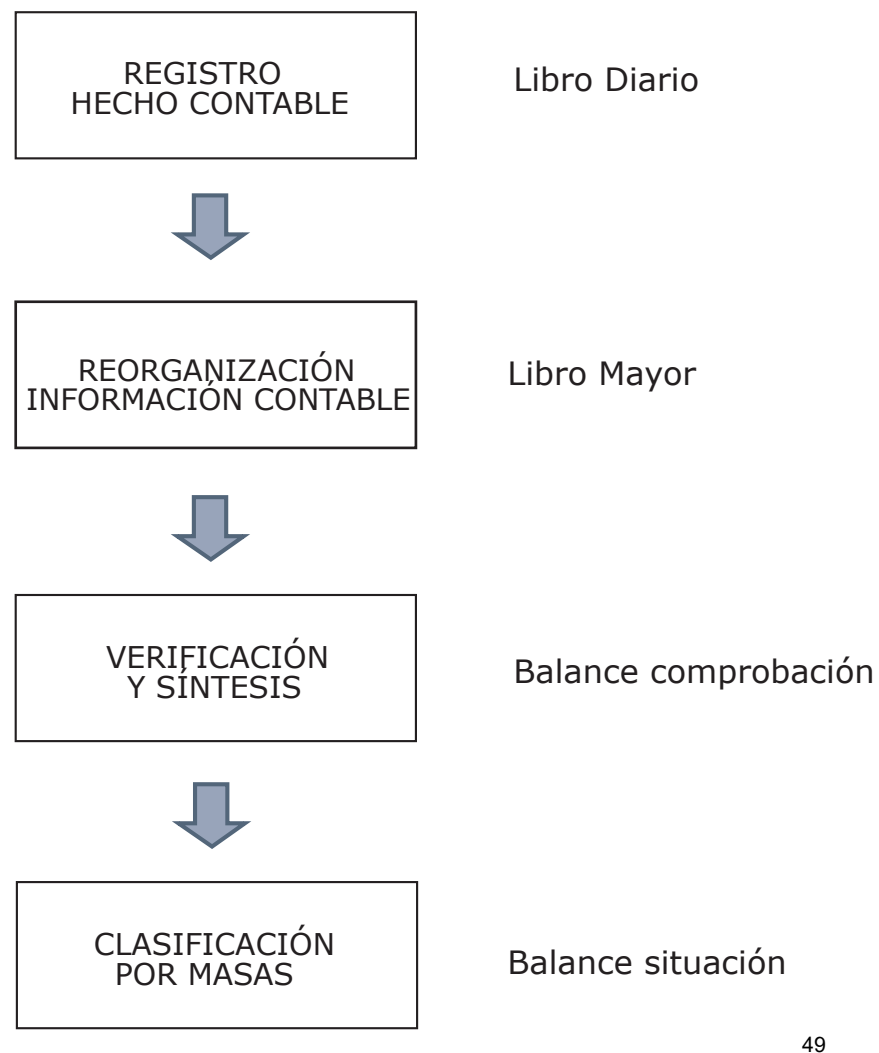 REGISTRO
HECHO CONTABLE
Libro Diario
REORGANIZACIÓN
INFORMACIÓN CONTABLE
Libro Mayor
VERIFICACIÓN
Y SÍNTESIS
Balance comprobación
CLASIFICACIÓN
POR MASAS
Balance situación
49